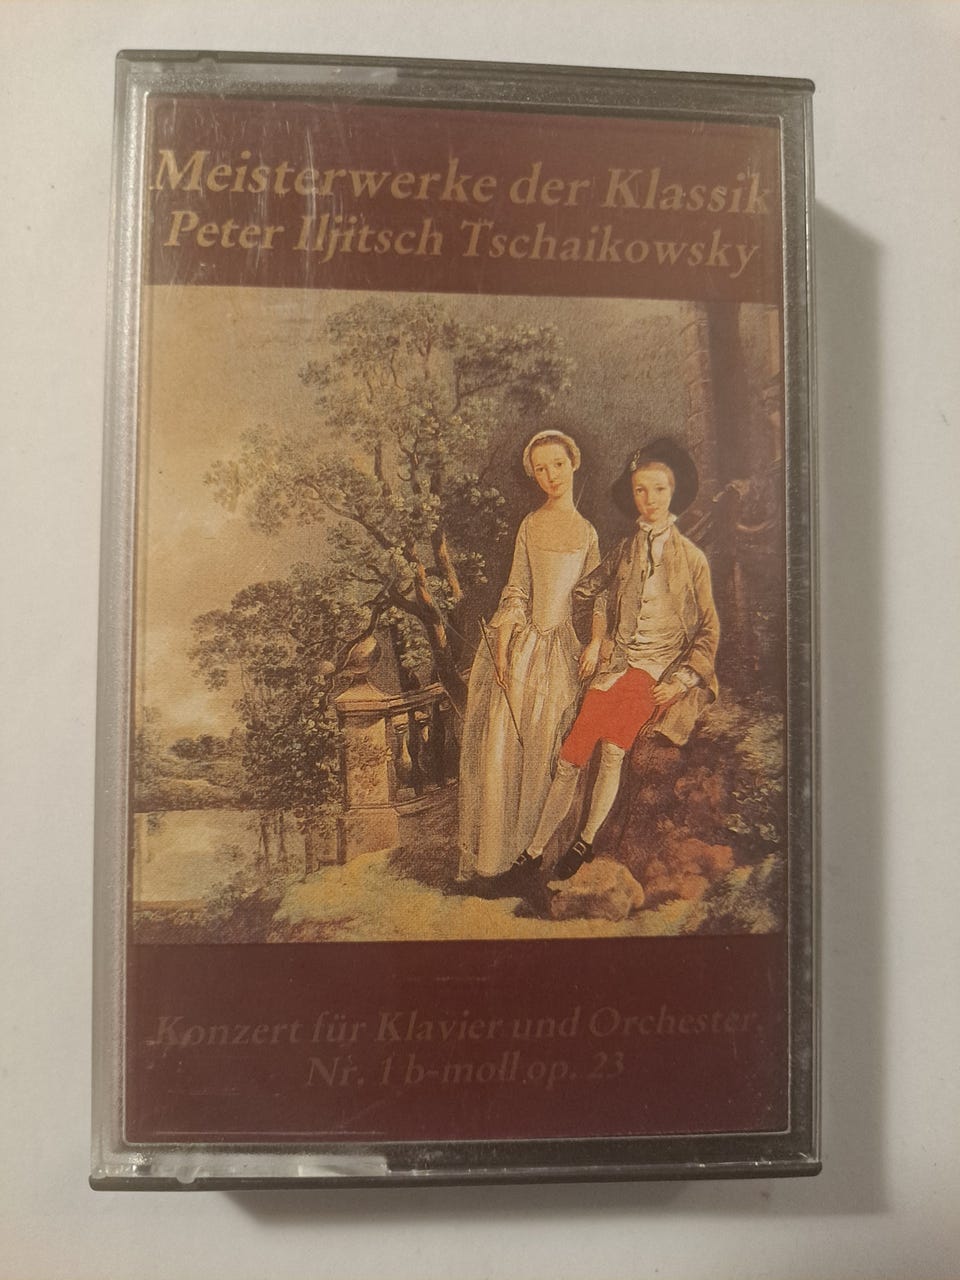 Meisterwerke der Klassik
Peter Iljitsch Tschaikowsky
Konzert für Klavier und Orchester,
Nr. 1 b-moll op. 23